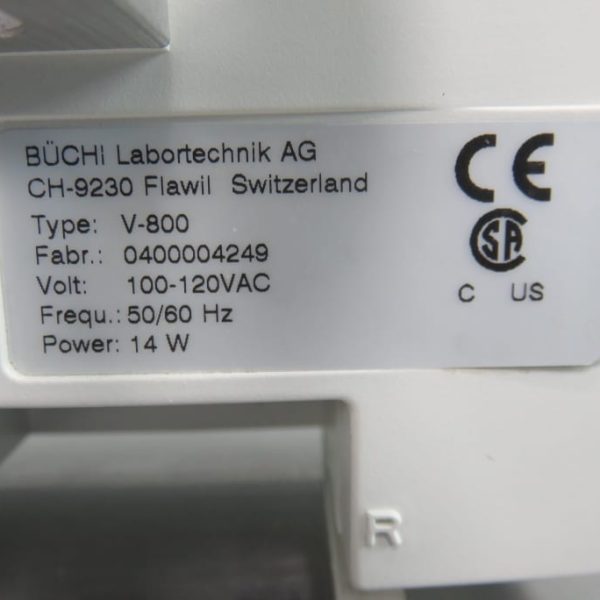 BÜCHI Labortechnik AG
CH-9230 Flawil Switzerland
Type: V-800
Fabr.: 0400004249
Volt: 100-120VAC
Frequ.: 50/60 Hz
Power: 14 W
CE
SA
C US
R